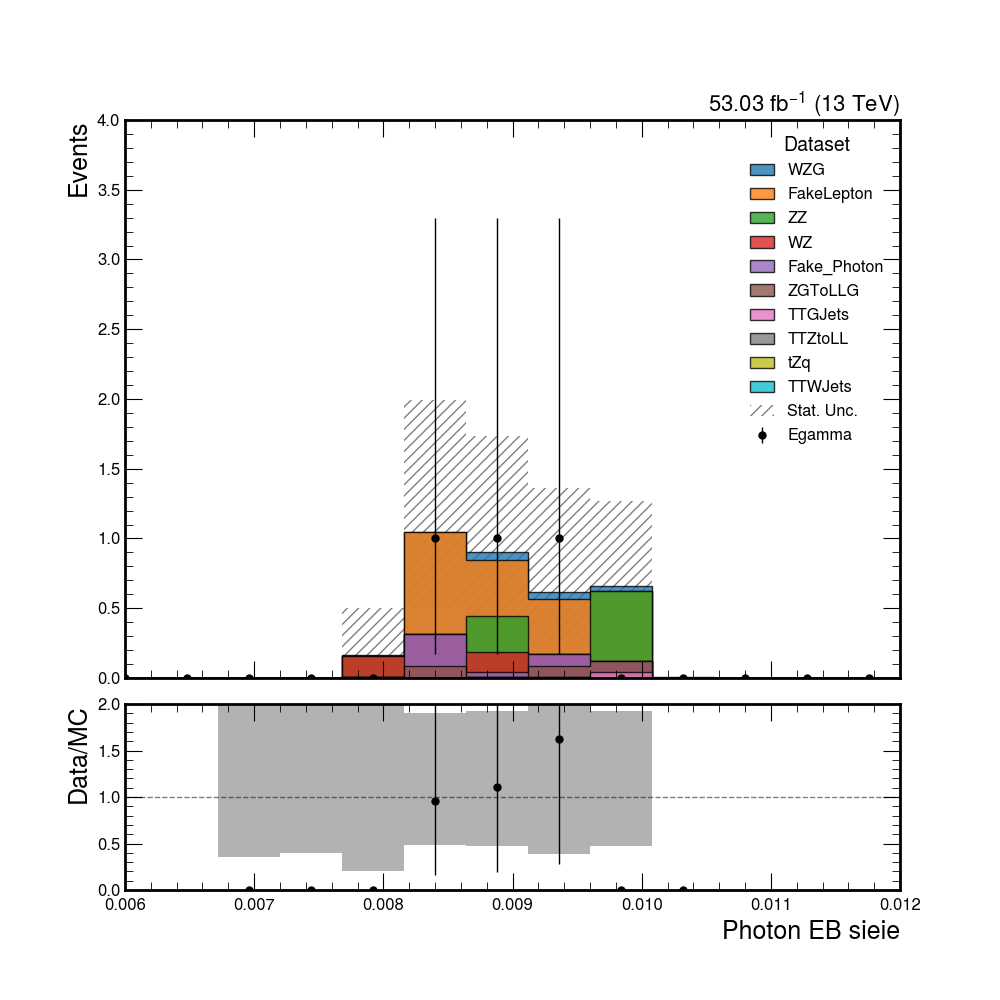 53.03 fb⁻¹ (13 TeV)
Events
4.0
3.5
3.0
2.5
2.0
1.5
1.0
0.5
0.0
Dataset
WZG
FakeLepton
ZZ
WZ
Fake_Photon
ZGToLLG
TTGJets
TTZtoLL
tZq
TTWJets
Stat. Unc.
Egamma
Data/MC
2.0
1.5
1.0
0.5
0.0
0.006 0.007 0.008 0.009 0.010 0.011 0.012
Photon EB sieie